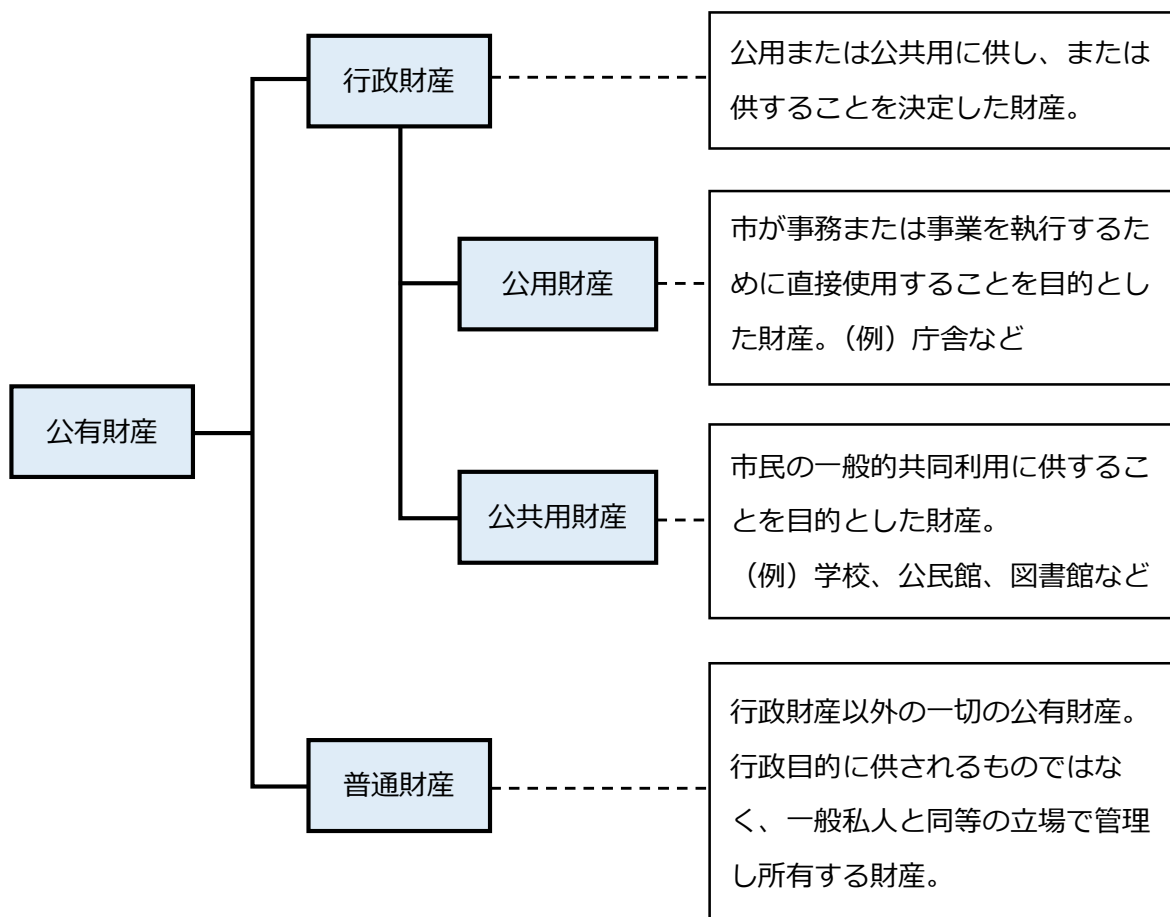 行政財産
公用または公共用に供し、または
供することを決定した財産。
公用財産
市が事務または事業を執行するた
めに直接使用することを目的とし
た財産。（例）庁舎など
公有財産
公共用財産
市民の一般的共同利用に供するこ
とを目的とした財産。
（例）学校、公民館、図書館など
普通財産
行政財産以外の一切の公有財産。
行政目的に供されるものではな
く、一般私人と同等の立場で管理
し所有する財産。